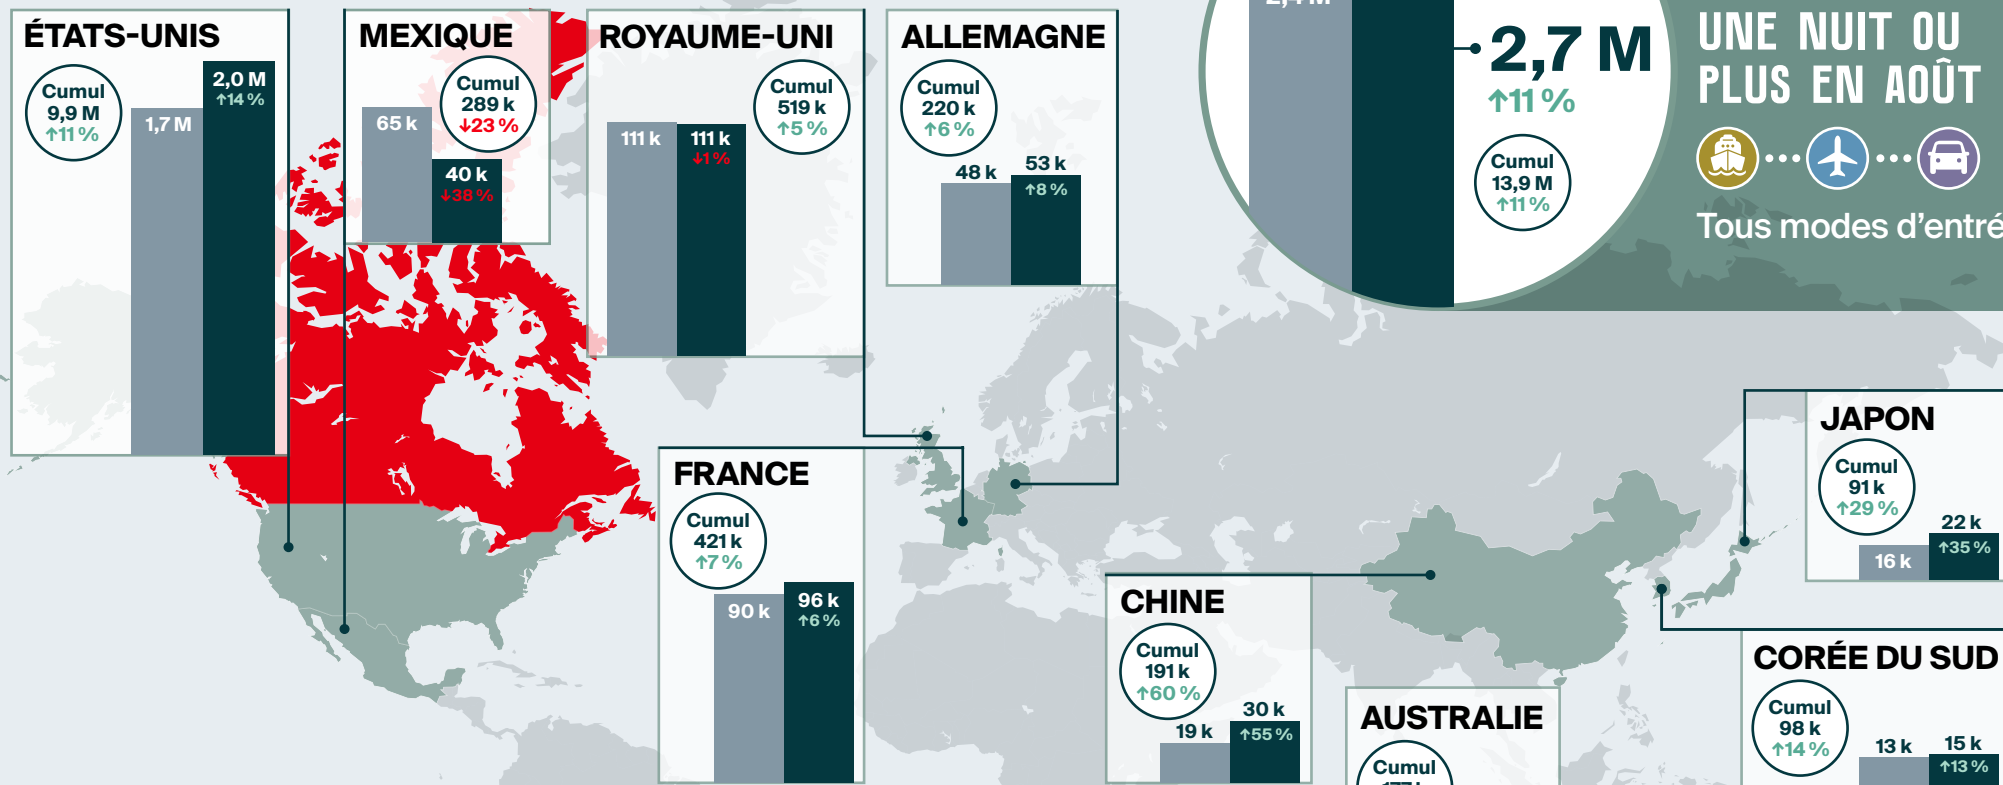 ÉTATS-UNIS
Cumul
9,9 M
↑11 %
1,7 M
2,0 M
↑14 %
MEXIQUE
Cumul
289 k
↓23 %
65 k
40 k
↓38 %
ROYAUME-UNI
Cumul
519 k
↑5 %
111 k
111 k
↓1 %
ALLEMAGNE
Cumul
220 k
↑6 %
48 k
53 k
↑8 %
2,4 M
2,7 M
↑11 %
Cumul
13,9 M
↑11 %
UNE NUIT OU
PLUS EN AOÛT
Tous modes d'entré
FRANCE
Cumul
421 k
↑7 %
90 k
96 k
↑6 %
CHINE
Cumul
191 k
↑60 %
19 k
30 k
↑55 %
AUSTRALIE
Cumul
JAPON
Cumul
91 k
↑29 %
16 k
22 k
↑35 %
CORÉE DU SUD
Cumul
98 k
↑14 %
13 k
15 k
↑13 %